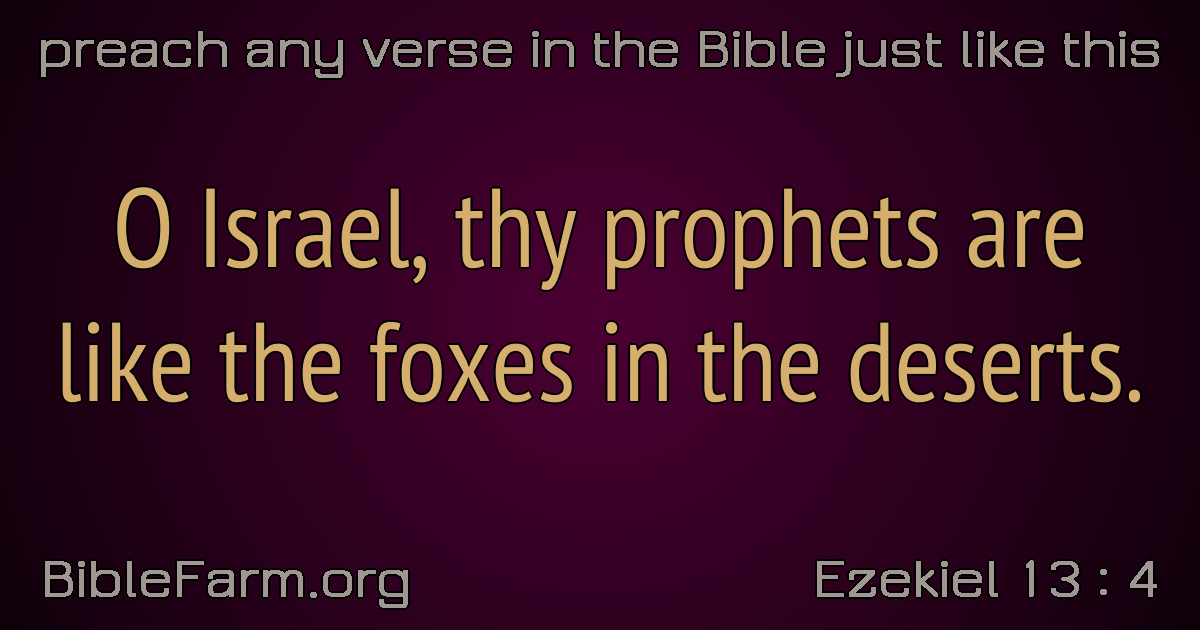 preach any verse in the Bible just like this
O Israel, thy prophets are
like the foxes in the deserts.
BibleFarm.org
Ezekiel 13 : 4